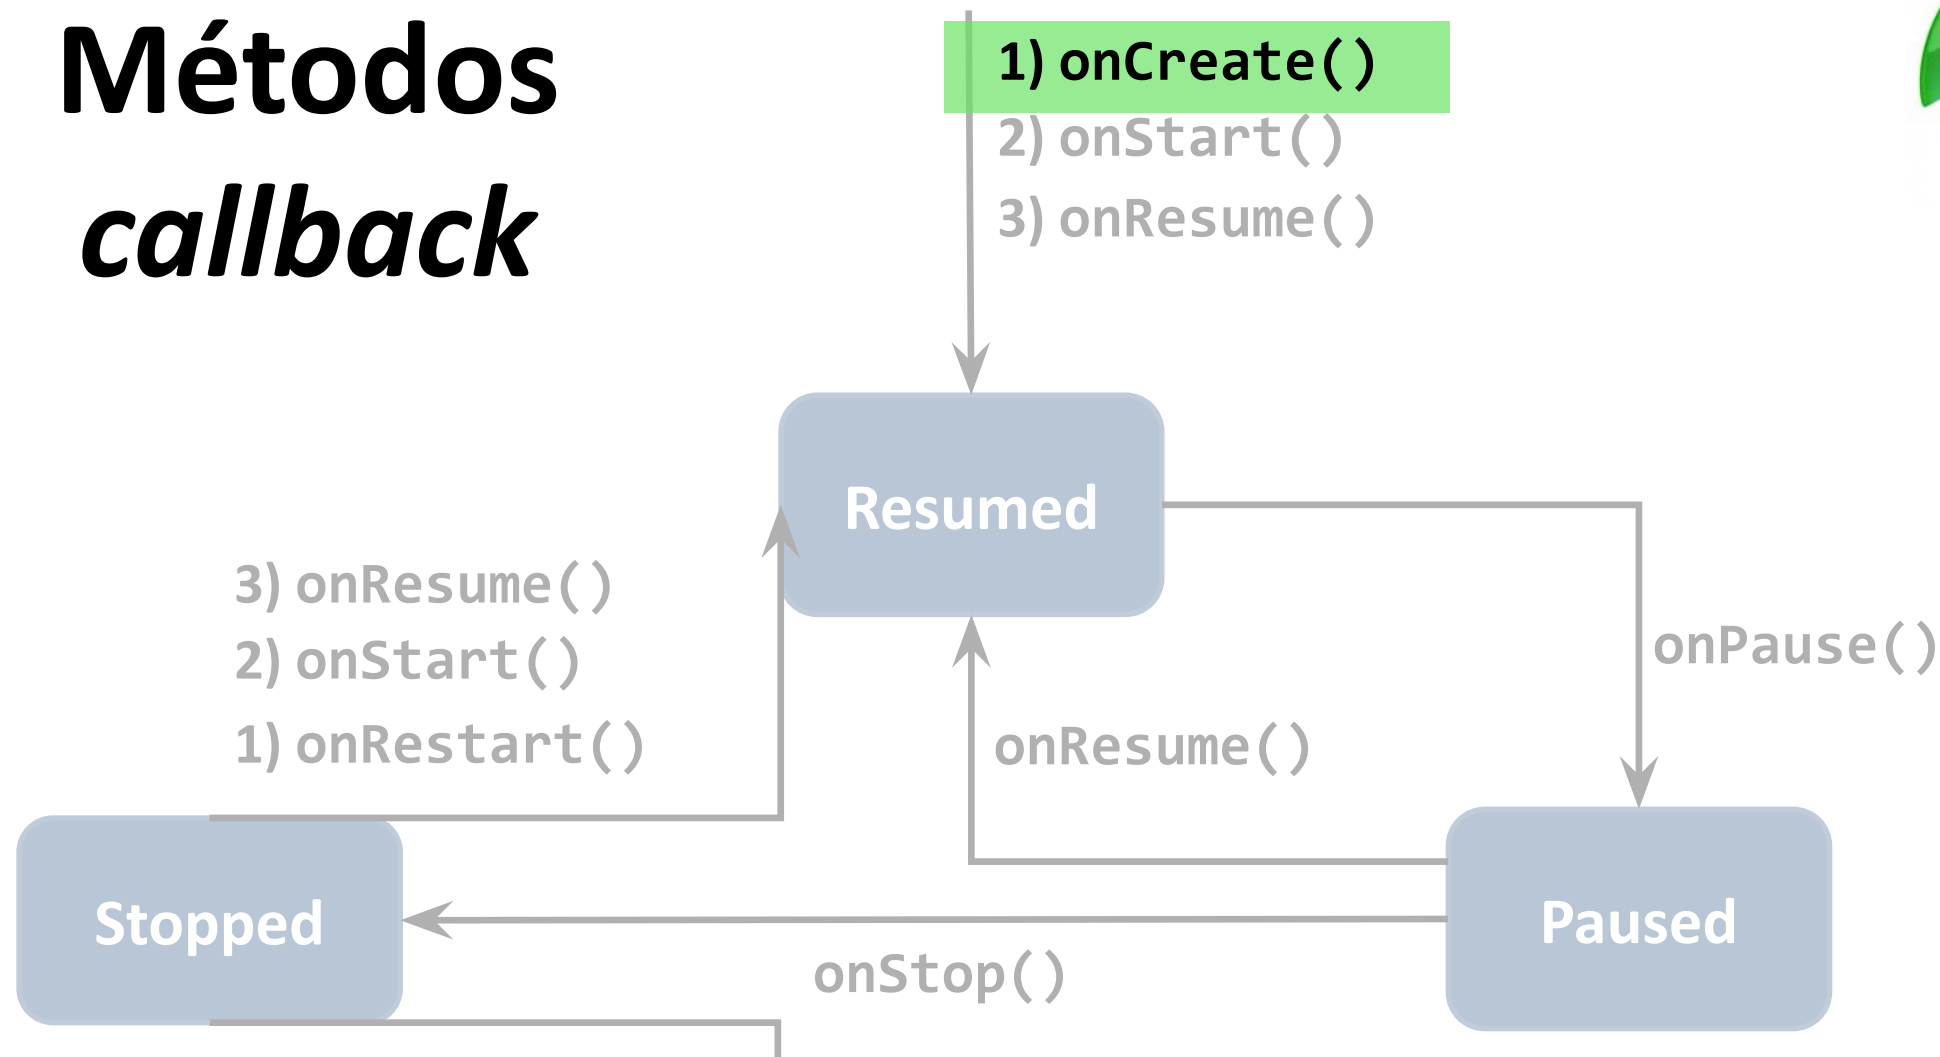 Métodos
callback
1) onCreate()
2) onStart()
3) onResume()
Resumed
3) onResume()
2) onStart()
1) onRestart()
onPause()
onResume()
Stopped
Paused
onStop()